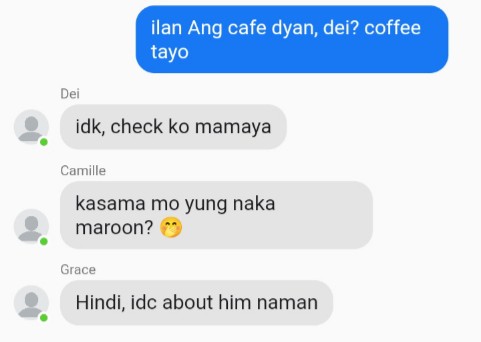 ilan Ang cafe dyan, dei? coffee
tayo
Dei
idk, check ko mamaya
Camille
kasama mo yung naka
maroon? 🤭
Grace
Hindi, idc about him naman